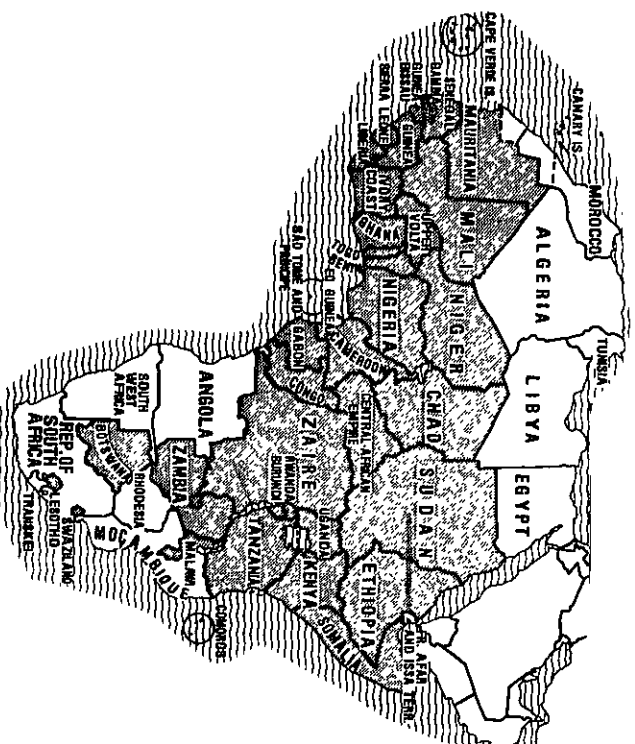 CANARY IS.
MOROCCO
TUNISIA
ALGERIA
LIBYA
EGYPT
CAPE VERDE IS.
MAURITANIA
MALI
NIGER
CHAD
SUDAN
FR. AFAR
AND ISSA TERR.
SENEGAL
GAMBIA
GUINEA
BISSAU
GUINEA
SIERRA LEONE
LIBERIA
IVORY
COAST
UPPER
VOLTA
GHANA
TOGO
BENIN
NIGERIA
CAMEROON
CENTRAL AFRICAN
EMPIRE
ETHIOPIA
SOMALIA
EQ GUINEA
SÃO TOME AND
PRINCIPE
GABON
CONGO
ZAIRE
UGANDA
KENYA
RWANDA
BURUNDI
TANZANIA
COMOROS
ANGOLA
ZAMBIA
MALAWI
MOÇAMBIQUE
SOUTH
WEST
AFRICA
BOTSWANA
RHODESIA
REP. OF
SOUTH
AFRICA
SWAZILAND
LESOTHO
TRANSKEI